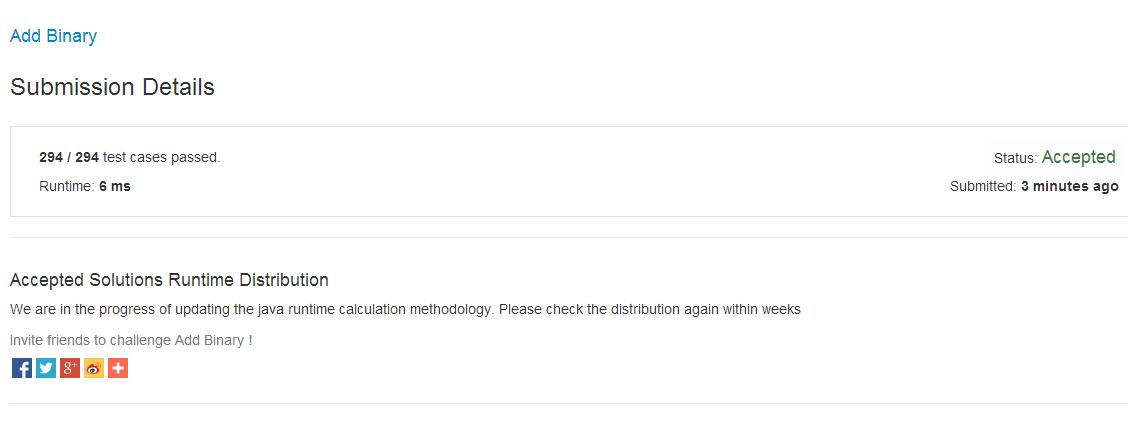 Add Binary
Submission Details
294 / 294 test cases passed.
Status: Accepted
Runtime: 6 ms
Submitted: 3 minutes ago
Accepted Solutions Runtime Distribution
We are in the progress of updating the java runtime calculation methodology. Please check the distribution again within weeks
Invite friends to challenge Add Binary !